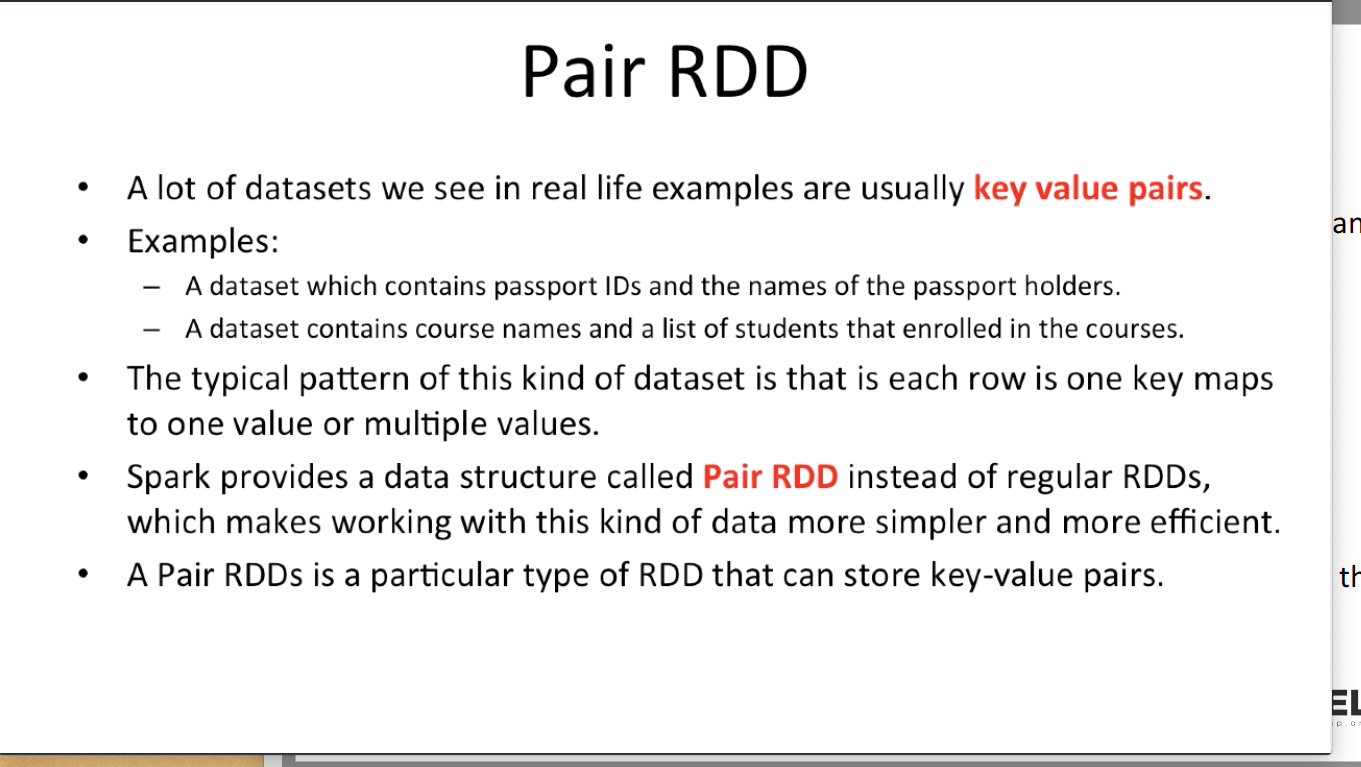 Pair RDD
• A lot of datasets we see in real life examples are usually key value pairs.
• Examples:
– A dataset which contains passport IDs and the names of the passport holders.
– A dataset contains course names and a list of students that enrolled in the courses.
• The typical pattern of this kind of dataset is that is each row is one key maps
to one value or multiple values.
• Spark provides a data structure called Pair RDD instead of regular RDDs,
which makes working with this kind of data more simpler and more efficient.
• A Pair RDDs is a particular type of RDD that can store key-value pairs.